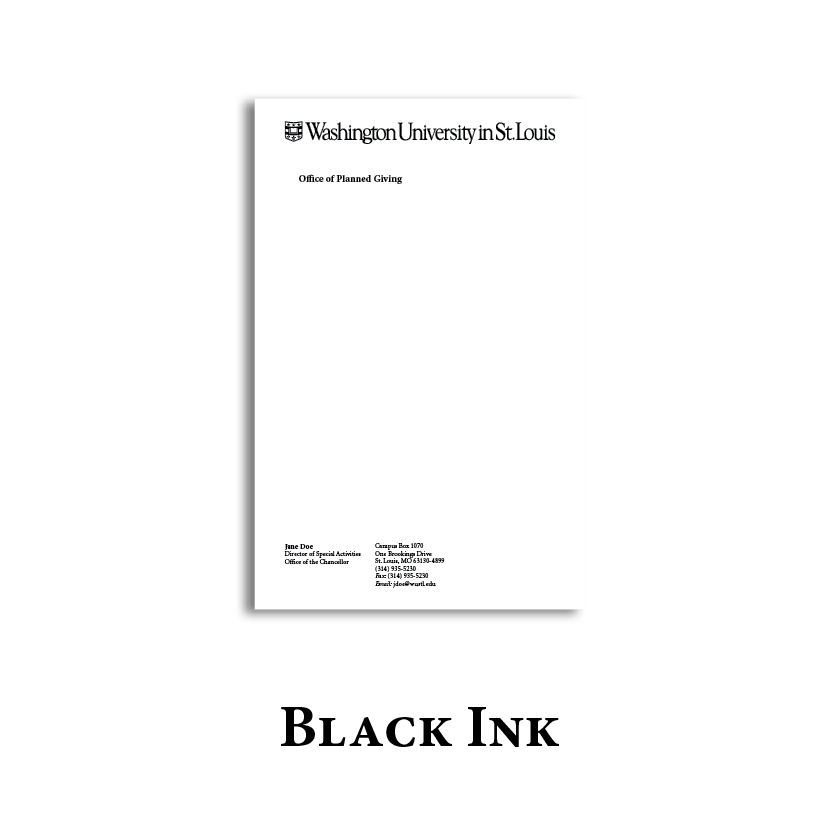 Washington University in St. Louis
Office of Planned Giving
Jane Doe
Director of Special Activities
Office of the Chancellor
Campus Box 1070
One Brookings Drive
St. Louis, MO 63130-4899
(314) 935-5230
Fax: (314) 935-5230
Email: jdoe@wustl.edu
Black Ink